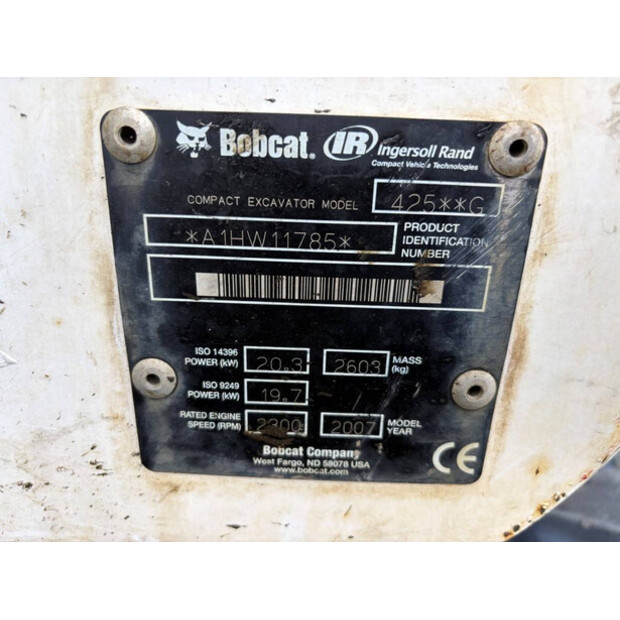 Bobcat. IR Ingersoll Rand
Compact Vehicle Technologies
COMPACT EXCAVATOR MODEL 425**G
*A1HW11785* PRODUCT
IDENTIFICATION
NUMBER
ISO 14396
POWER (kW) 20.3 2603 MASS
(kg)
ISO 9249
POWER (kW) 19.7
RATED ENGINE
SPEED (RPM) 2200 2007 MODEL
YEAR
Bobcat Company
West Fargo, ND 58078 USA
www.bobcat.com
CE